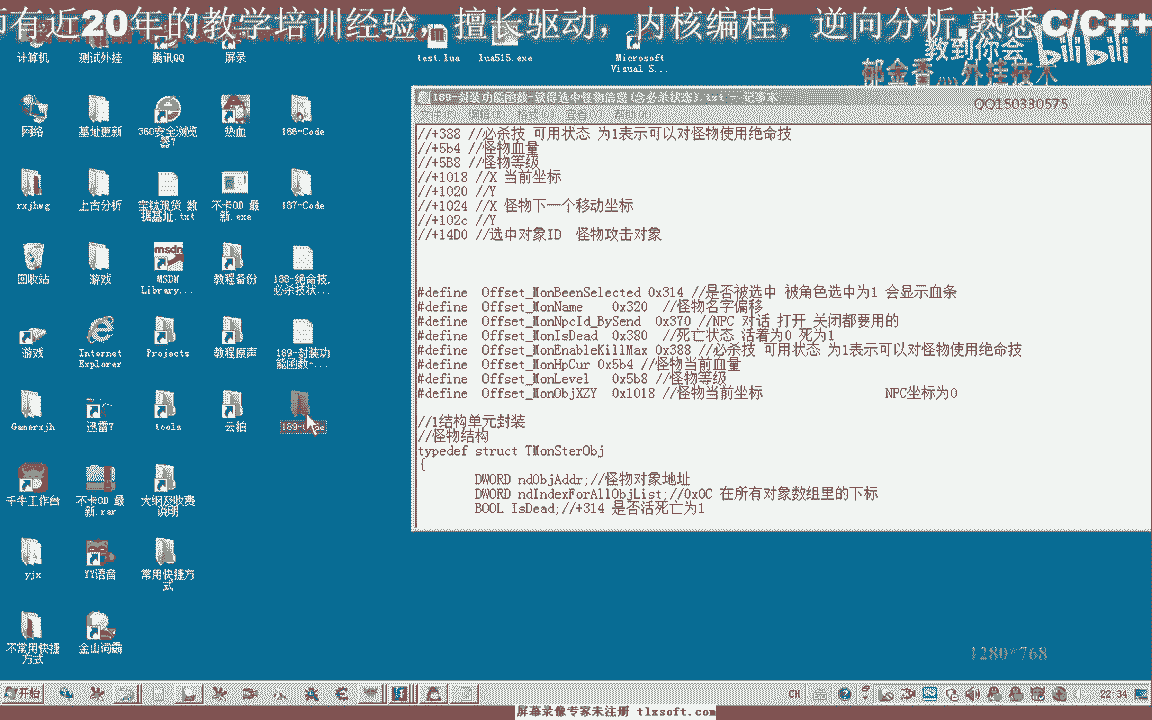 师有近20年的教学培训经验，擅长驱动，内核编程，逆向分析,熟悉C/C++
教到你会
bilibili
郁金香...外挂技术
QQ150330575
计算机
测试外挂
腾讯QQ
屏录
test.lua
lua515.exe
Microsoft
Visual S...
网络
基址更新
360安全浏览
器7
热血
186-Code
rxjhwg
上古分析
不卡OD 最
新.exe
187-Code
回收站
游戏
MSDN
Library...
教程备份
188-绝命技,
必杀技状...
游戏
Internet
Explorer
Projects
教程原声
189-封装功
能函数-...
Gamerxjh
迅雷7
tools
云拍
189-Code
千牛工作台
不卡OD 最
新.rar
大纲及收费
说明
yjx
YY语音
常用快捷方
式
不常用快捷
方式
金山词霸
189-封装功能函数-获得选中怪物信息(含必杀状态).txt - 记事本
//+388 //必杀技 可用状态 为1表示可以对怪物使用绝命技
//+5b4 //怪物血量
//+5B8 //怪物等级
//+1018 //X 当前坐标
//+1020 //Y
//+1024 //X 怪物下一个移动坐标
//+102c //Y
//+14D0 //选中对象ID  怪物攻击对象
#define  Offset_MonBeenSelected 0x314 //是否被选中 被角色选中为1 会显示血条
#define  Offset_MonName    0x320  //怪物名字偏移
#define  Offset_MonNpcId_BySend  0x370 //NPC 对话 打开 关闭都要用的
#define  Offset_MonIsDead  0x380  //死亡状态 活着为0 死为1
#define  Offset_MonEnableKillMax 0x388 //必杀技 可用状态 为1表示可以对怪物使用绝命技
#define  Offset_MonHpCur 0x5b4 //怪物当前血量
#define  Offset_MonLevel   0x5b8 //怪物等级
#define  Offset_MonObjXZY  0x1018 //怪物当前坐标                 NPC坐标为0
//1结构单元封装
//怪物结构
typedef struct TMonSterObj
{
DWORD ndObjAddr;//怪物对象地址
DWORD ndIndexForAllObjList;//0x0C 在所有对象数组里的下标
BOOL IsDead;//+314 是否活死亡为1
1280*768
开始
CH
22:34
屏幕录像专家未注册 tlxsoft.com